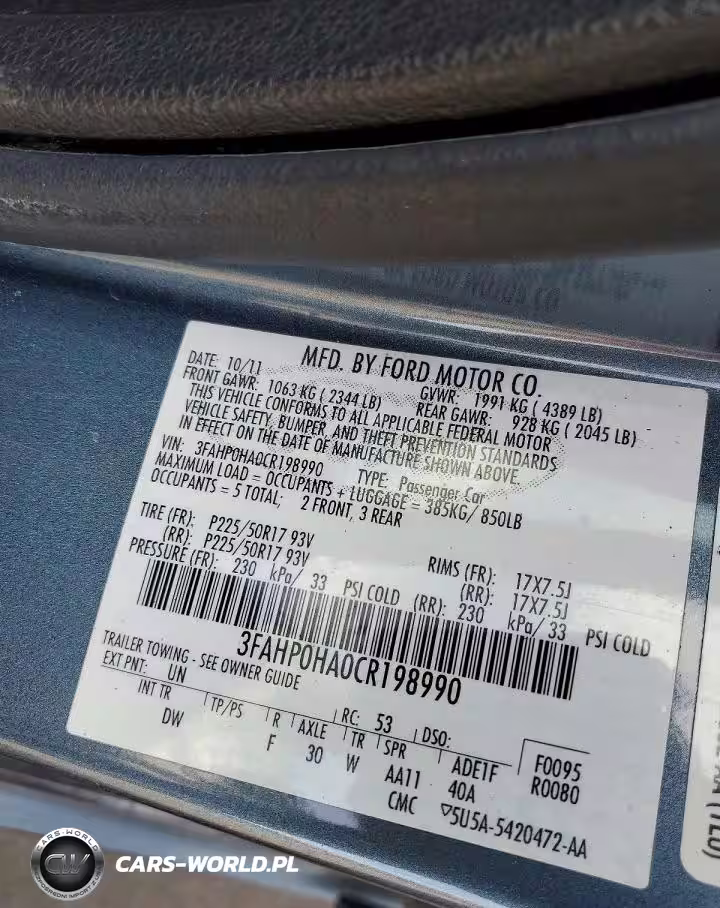 MFD. BY FORD MOTOR CO.
DATE: 10/11 GVWR: 1991 KG ( 4389 LB)
FRONT GAWR: 1063 KG ( 2344 LB) REAR GAWR: 928 KG ( 2045 LB)
THIS VEHICLE CONFORMS TO ALL APPLICABLE FEDERAL MOTOR
VEHICLE SAFETY, BUMPER, AND THEFT PREVENTION STANDARDS
IN EFFECT ON THE DATE OF MANUFACTURE SHOWN ABOVE.
VIN: 3FAHP0HA0CR198990 TYPE: Passenger Car
MAXIMUM LOAD = OCCUPANTS + LUGGAGE = 385KG/ 850LB
OCCUPANTS = 5 TOTAL; 2 FRONT, 3 REAR
TIRE (FR): P225/50R17 93V RIMS (FR): 17X7.5J
(RR): P225/50R17 93V (RR): 17X7.5J
PRESSURE (FR): 230 kPa/ 33 PSI COLD (RR): 230 kPa/ 33 PSI COLD
3FAHP0HA0CR198990
TRAILER TOWING - SEE OWNER GUIDE
EXT PNT: UN RC: 53 DSO: F0095
INT TR TP/PS R AXLE TR SPR ADE1F R0080
DW F 30 W AA11 40A
CMC ▽5U5A-5420472-AA
CARS-WORLD
CW
CARS-WORLD.PL